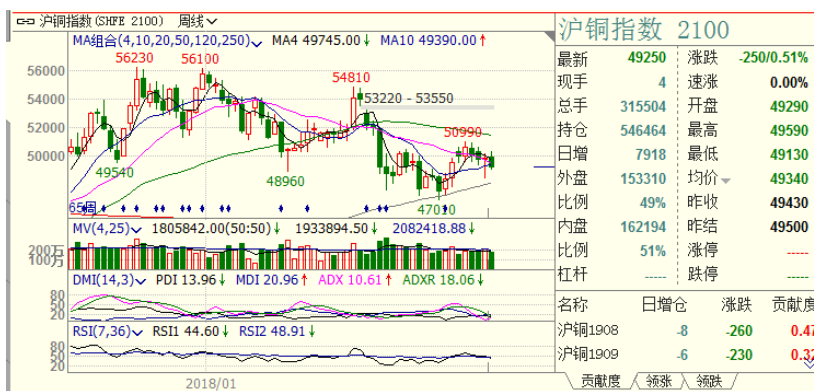 沪铜指数(SHFE 2100) 周线
MA组合(4,10,20,50,120,250) MA4 49745.00↓ MA10 49390.00↑
56230
56100
56000
54810
54000
53220 - 53550
52000
50990
50000
49540
48960
47010
65周
MV(4,25) 1805842.00(50:50)↓ 1933894.50↓ 2082418.88↓
200万
100万
DMI(14,3) PDI 13.96↓ MDI 20.96↑ ADX 10.61↑ ADXR 18.06↓
80
50
20
RSI(7,36) RSI1 44.60↓ RSI2 48.91↓
80
50
20
2018/01
沪铜指数 2100
最新 49250 涨跌 -250/0.51%
现手 4 速涨 0.00%
总手 315504 开盘 49290
持仓 546464 最高 49590
日增 7918 最低 49130
外盘 153310 均价 49340
比例 49% 昨收 49430
内盘 162194 昨结 49500
比例 51% 涨停 -----
杠杆 ----- 跌停 -----
名称 日增仓 涨跌 贡献度
沪铜1908 -8 -260 0.47
沪铜1909 -6 -230 0.32
贡献度 领涨 领跌